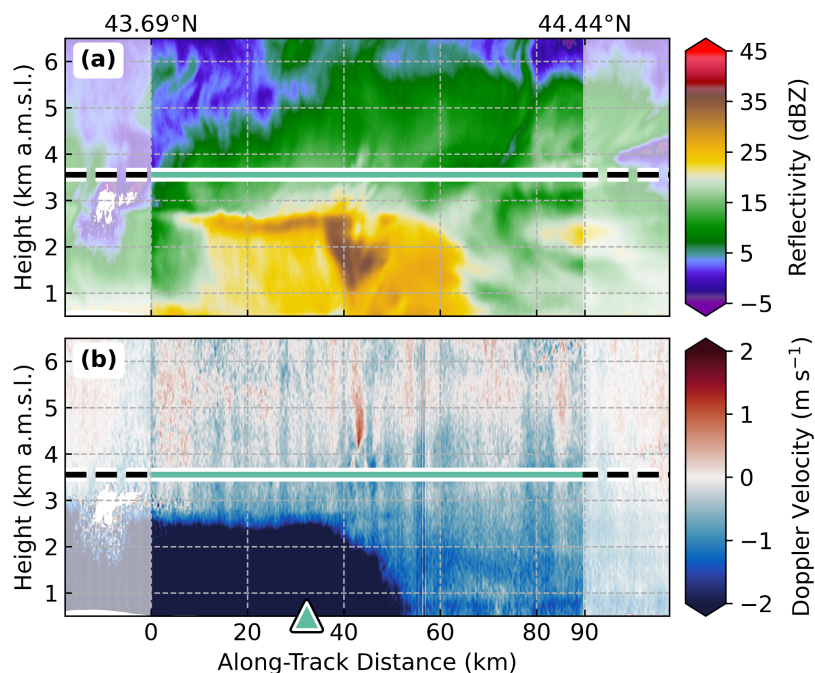 43.69°N 44.44°N
(a)
6
5
4
3
2
1
Height (km a.m.s.l.)
45
35
25
15
5
−5
Reflectivity (dBZ)
(b)
6
5
4
3
2
1
Height (km a.m.s.l.)
0 20 40 60 80 90
Along-Track Distance (km)
2
1
0
−1
−2
Doppler Velocity (m s⁻¹)